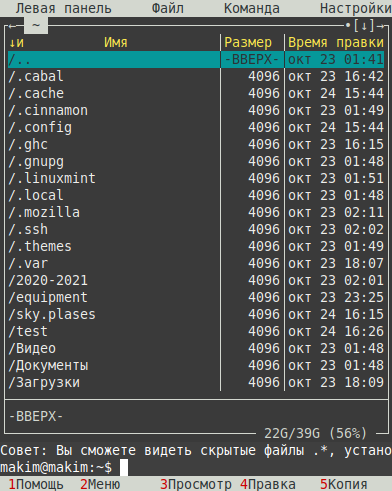 Левая панель Файл Команда Настройки
← ~ •[↓]→
↓и Имя Размер Время правки
/.. -ВВЕРХ- окт 23 01:41
/.cabal 4096 окт 23 16:42
/.cache 4096 окт 24 15:44
/.cinnamon 4096 окт 23 01:49
/.config 4096 окт 24 15:44
/.ghc 4096 окт 23 16:15
/.gnupg 4096 окт 23 01:48
/.linuxmint 4096 окт 23 01:51
/.local 4096 окт 23 01:48
/.mozilla 4096 окт 23 02:11
/.ssh 4096 окт 23 02:02
/.themes 4096 окт 23 01:49
/.var 4096 окт 23 18:07
/2020-2021 4096 окт 23 02:01
/equipment 4096 окт 23 23:25
/sky.plases 4096 окт 24 16:15
/test 4096 окт 24 16:26
/Видео 4096 окт 23 01:48
/Документы 4096 окт 23 01:48
/Загрузки 4096 окт 23 18:09
-ВВЕРХ-
22G/39G (56%)
Совет: Вы сможете видеть скрытые файлы .*, устано
makim@makim:~$
1Помощь 2Меню 3Просмотр 4Правка 5Копия